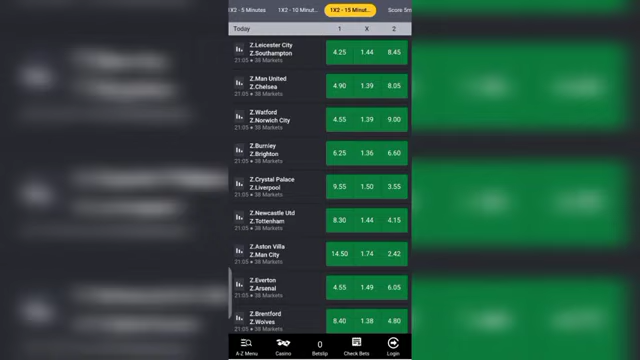 1X2 - 5 Minutes 1X2 - 10 Minut... 1X2 - 15 Minut... Score 5m
Today 1 X 2
Z.Leicester City
Z.Southampton
21:05 38 Markets
4.25 1.44 8.45
Z.Man United
Z.Chelsea
21:05 38 Markets
4.90 1.39 8.05
Z.Watford
Z.Norwich City
21:05 38 Markets
4.55 1.39 9.00
Z.Burnley
Z.Brighton
21:05 38 Markets
6.25 1.36 6.60
Z.Crystal Palace
Z.Liverpool
21:05 38 Markets
9.55 1.50 3.55
Z.Newcastle Utd
Z.Tottenham
21:05 38 Markets
8.30 1.44 4.15
Z.Aston Villa
Z.Man City
21:05 38 Markets
14.50 1.74 2.42
Z.Everton
Z.Arsenal
21:05 38 Markets
4.55 1.49 6.05
Z.Brentford
Z.Wolves
21:05 38 Markets
8.40 1.38 4.80
0
A-Z Menu Casino Betslip Check Bets Login